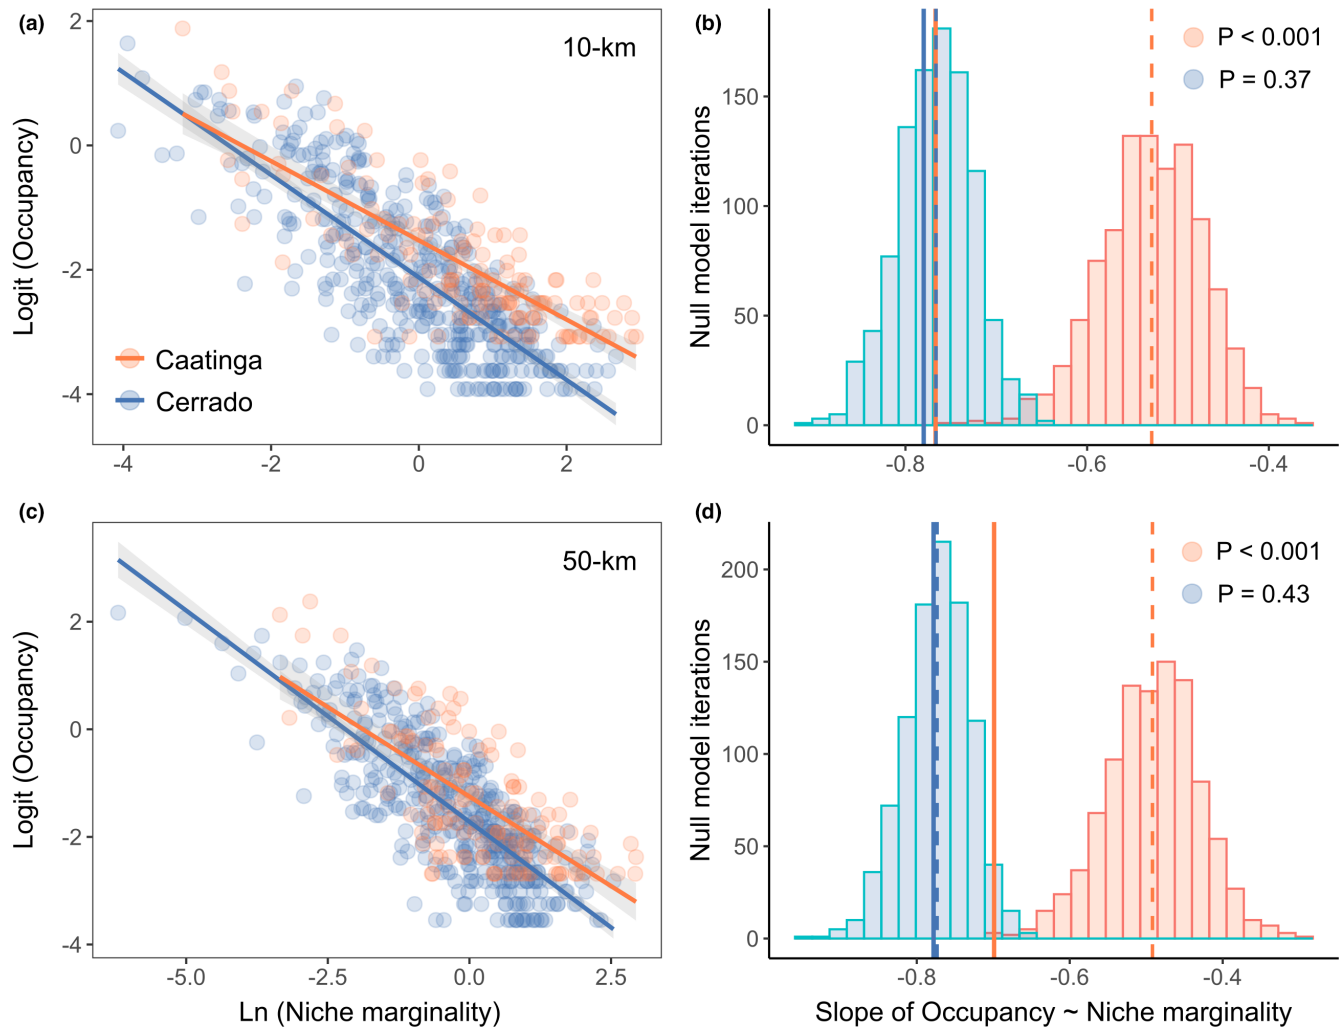 (a)
10-km
Logit (Occupancy)
2
0
-2
-4
Caatinga
Cerrado
-4
-2
0
2
(b)
P < 0.001
P = 0.37
Null model iterations
150
100
50
0
-0.8
-0.6
-0.4
(c)
50-km
Logit (Occupancy)
2
0
-2
-4
-5.0
-2.5
0.0
2.5
Ln (Niche marginality)
(d)
P < 0.001
P = 0.43
Null model iterations
200
150
100
50
0
-0.8
-0.6
-0.4
Slope of Occupancy ~ Niche marginality